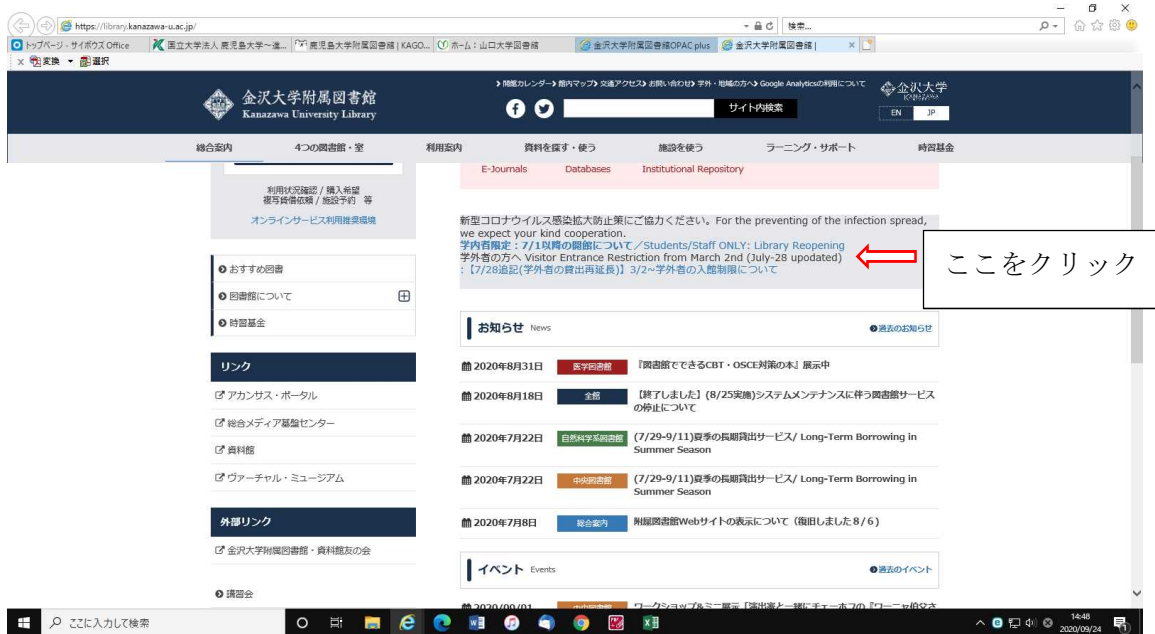 https://library.kanazawa-u.ac.jp/
検索...
トップページ - サイボウズ Office
国立大学法人 鹿児島大学~進...
鹿児島大学附属図書館 | KAGO...
ホーム : 山口大学図書館
金沢大学附属図書館OPAC plus
金沢大学附属図書館 |
x 変換 ▾ 選択
開館カレンダー 館内マップ 交通アクセス お問い合わせ 学外・地域の方へ Google Analyticsの利用について
金沢大学附属図書館
Kanazawa University Library
サイト内検索
金沢大学
KANAZAWA
EN JP
総合案内 4つの図書館・室 利用案内 資料を探す・使う 施設を使う ラーニング・サポート 時習基金
E-Journals Databases Institutional Repository
利用状況確認 / 購入希望
複写貸借依頼 / 施設予約 等
オンラインサービス利用推奨環境
新型コロナウイルス感染拡大防止策にご協力ください。For the preventing of the infection spread,
we expect your kind cooperation.
学内者限定:7/1以降の開館について/Students/Staff ONLY: Library Reopening
学外者の方へ Visitor Entrance Restriction from March 2nd (July-28 upodated)
:【7/28追記(学外者の貸出再延長)】3/2~学外者の入館制限について
ここをクリック
おすすめ図書
図書館について
時習基金
お知らせ News
過去のお知らせ
リンク
アカンサス・ポータル
総合メディア基盤センター
資料館
ヴァーチャル・ミュージアム
2020年8月31日 医学図書館 『図書館でできるCBT・OSCE対策の本』展示中
2020年8月18日 全館 【終了しました】(8/25実施)システムメンテナンスに伴う図書館サービス
の停止について
2020年7月22日 自然科学系図書館 (7/29-9/11)夏季の長期貸出サービス/ Long-Term Borrowing in
Summer Season
2020年7月22日 中央図書館 (7/29-9/11)夏季の長期貸出サービス/ Long-Term Borrowing in
Summer Season
2020年7月8日 総合案内 附属図書館Webサイトの表示について(復旧しました8/6)
外部リンク
金沢大学附属図書館・資料館友の会
講習会
イベント Events
過去のイベント
2020/09/01 中央図書館 ワークショップ&ミニ展示「演出家と一緒にチェーホフの『ワーニャ伯父さ
ここに入力して検索
14:48
2020/09/24